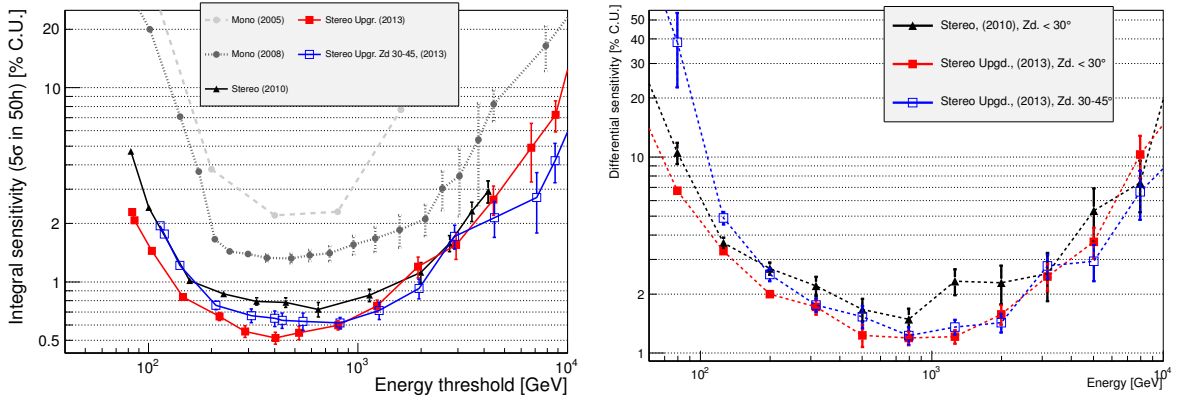 Integral sensitivity (5σ in 50h) [% C.U.]
20
10
2
1
0.5
Mono (2005)
Stereo Upgr. (2013)
Mono (2008)
Stereo Upgr. Zd 30-45, (2013)
Stereo (2010)
10²
10³
10⁴
Energy threshold [GeV]
Differential sensitivity [% C.U.]
50
40
30
20
10
5
4
3
2
1
Stereo, (2010), Zd. < 30°
Stereo Upgd., (2013), Zd. < 30°
Stereo Upgd., (2013), Zd. 30-45°
10²
10³
10⁴
Energy [GeV]